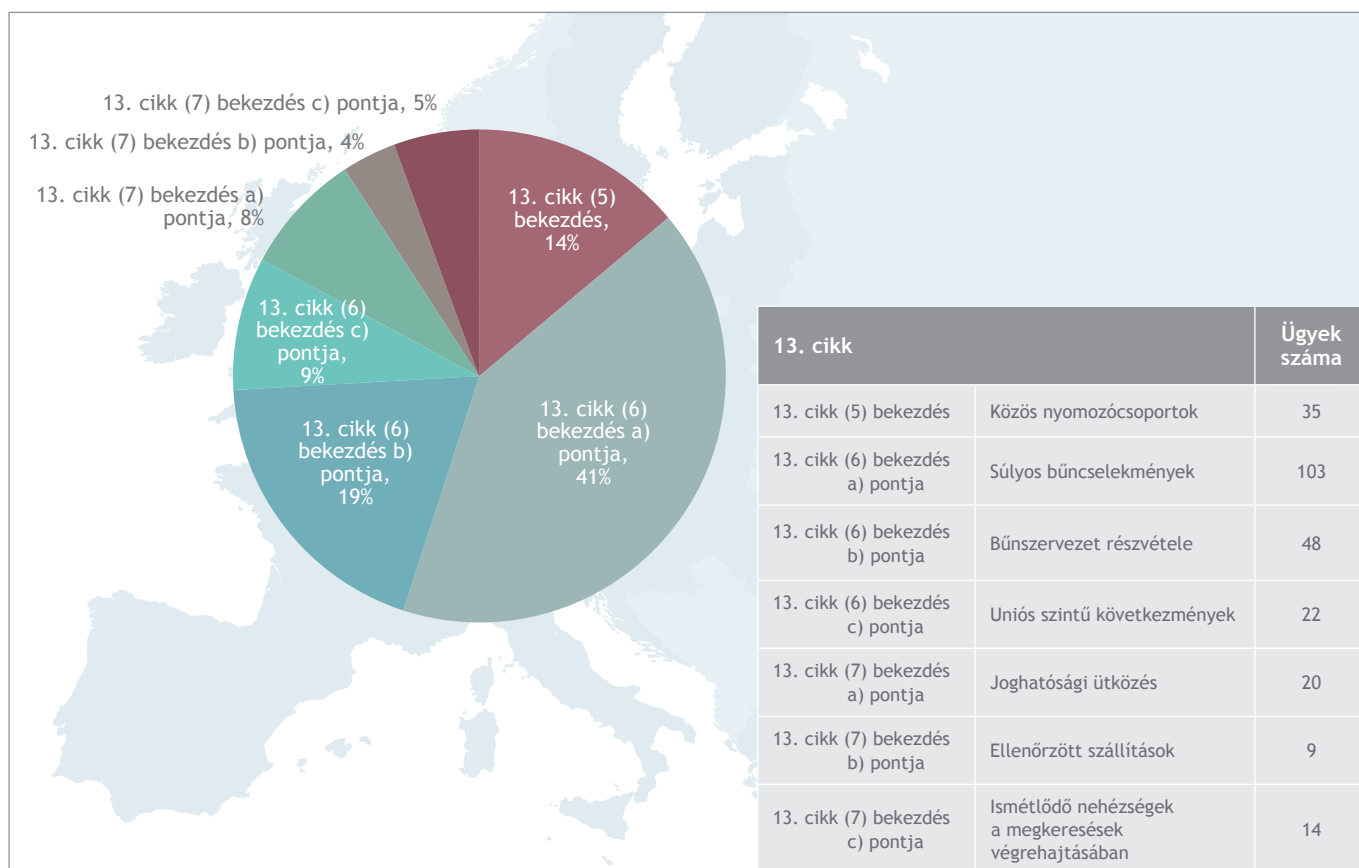 13. cikk (7) bekezdés c) pontja, 5%
13. cikk (7) bekezdés b) pontja, 4%
13. cikk (7) bekezdés a)
pontja, 8%
13. cikk (5)
bekezdés,
14%
13. cikk (6)
bekezdés c)
pontja,
9%
13. cikk (6)
bekezdés a)
pontja,
41%
13. cikk (6)
bekezdés b)
pontja,
19%
13. cikk
Ügyek
száma
13. cikk (5) bekezdés
Közös nyomozócsoportok
35
13. cikk (6) bekezdés
a) pontja
Súlyos bűncselekmények
103
13. cikk (6) bekezdés
b) pontja
Bűnszervezet részvétele
48
13. cikk (6) bekezdés
c) pontja
Uniós szintű következmények
22
13. cikk (7) bekezdés
a) pontja
Joghatósági ütközés
20
13. cikk (7) bekezdés
b) pontja
Ellenőrzött szállítások
9
13. cikk (7) bekezdés
c) pontja
Ismétlődő nehézségek
a megkeresések
végrehajtásában
14